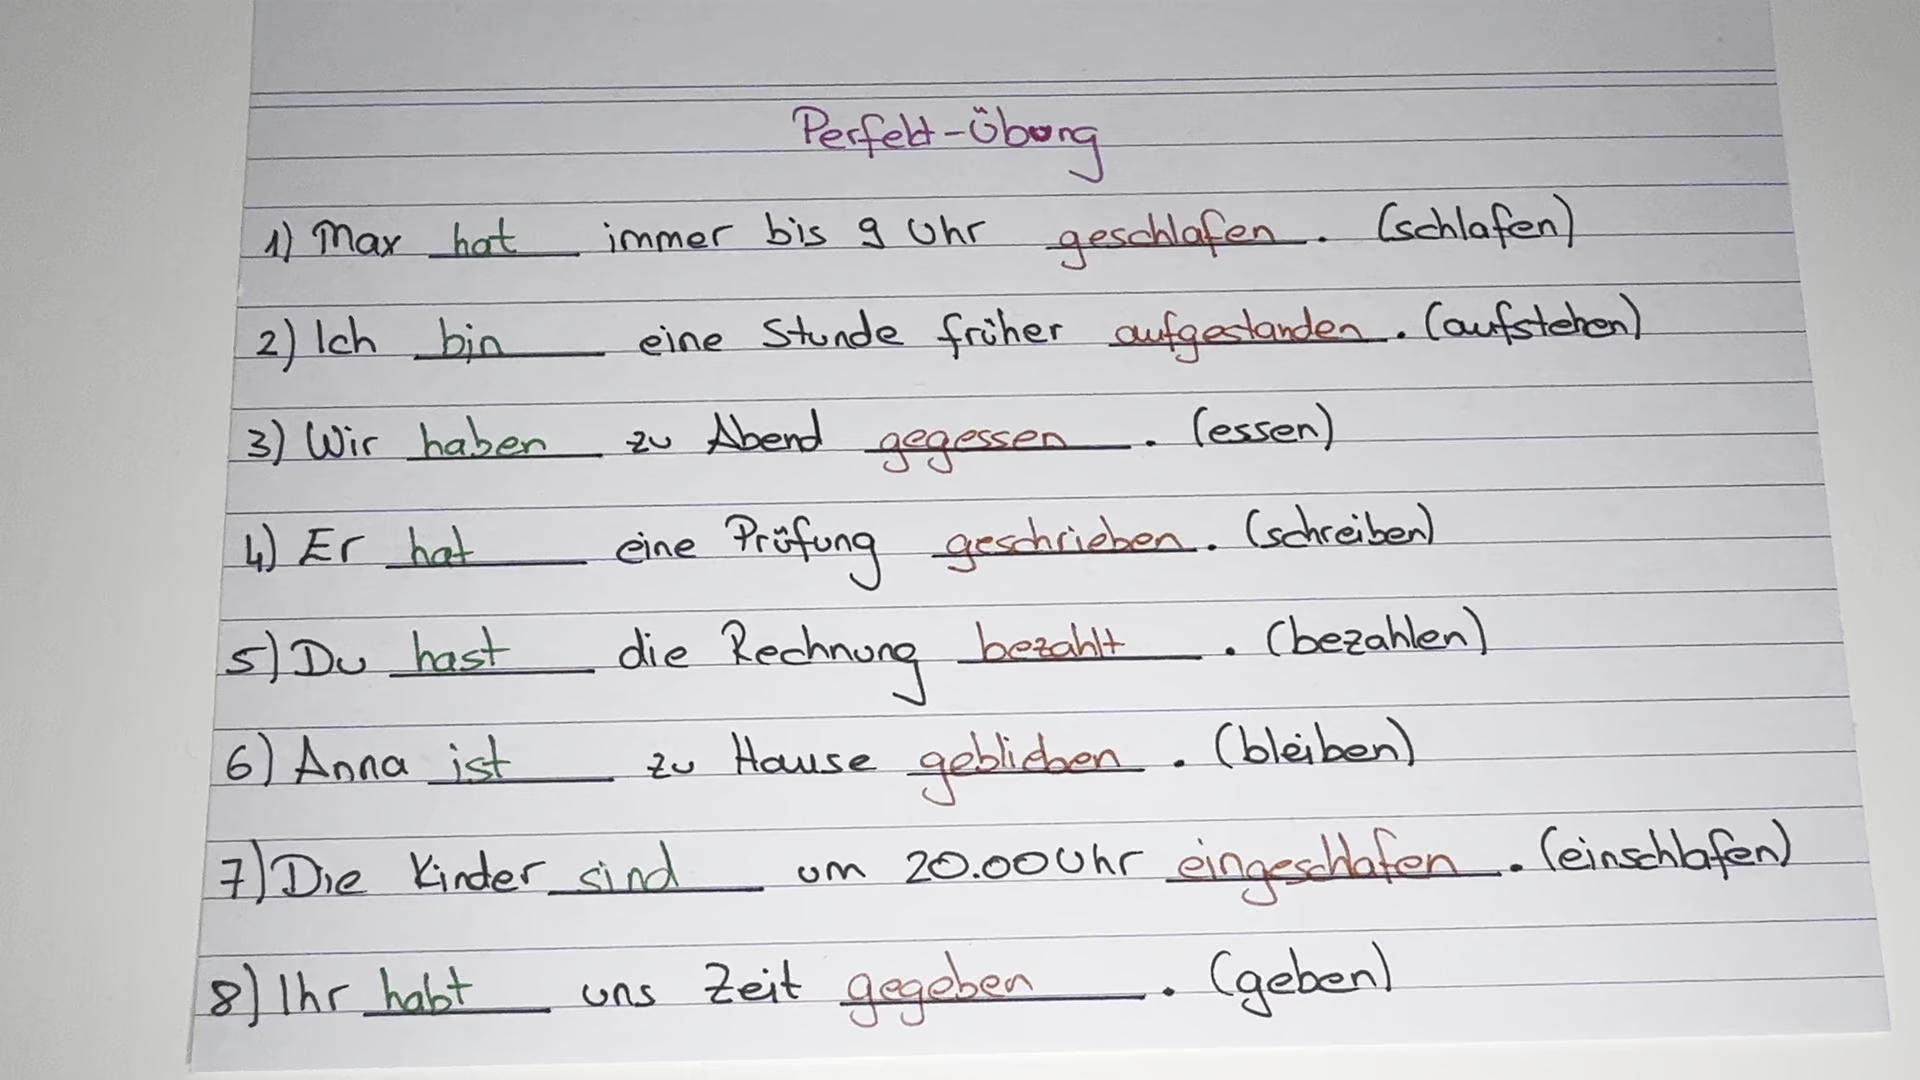 Perfekt-Übung
1) Max hat immer bis 9 Uhr geschlafen. (schlafen)
2) Ich bin eine Stunde früher aufgestanden. (aufstehen)
3) Wir haben zu Abend gegessen. (essen)
4) Er hat eine Prüfung geschrieben. (schreiben)
5) Du hast die Rechnung bezahlt. (bezahlen)
6) Anna ist zu Hause geblieben. (bleiben)
7) Die Kinder sind um 20.00 Uhr eingeschlafen. (einschlafen)
8) Ihr habt uns Zeit gegeben. (geben)